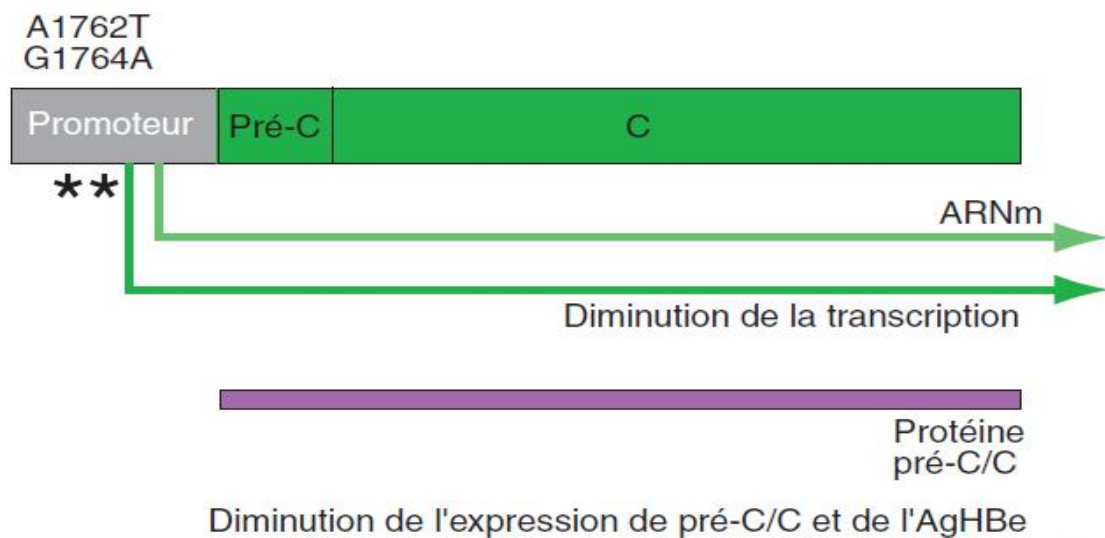 A1762T
G1764A
Promoteur Pré-C C
**
ARNm
Diminution de la transcription
Protéine
pré-C/C
Diminution de l'expression de pré-C/C et de l'AgHBe